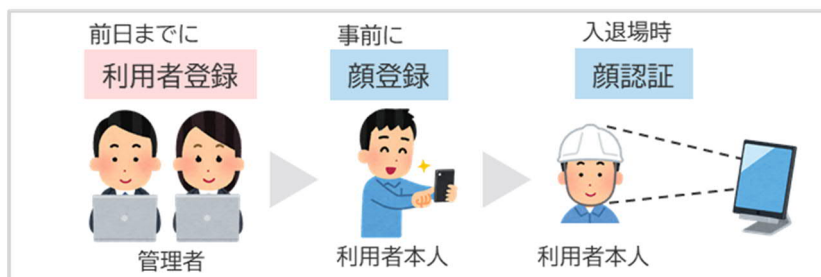 前日までに
利用者登録
管理者
事前に
顔登録
利用者本人
入退場時
顔認証
利用者本人